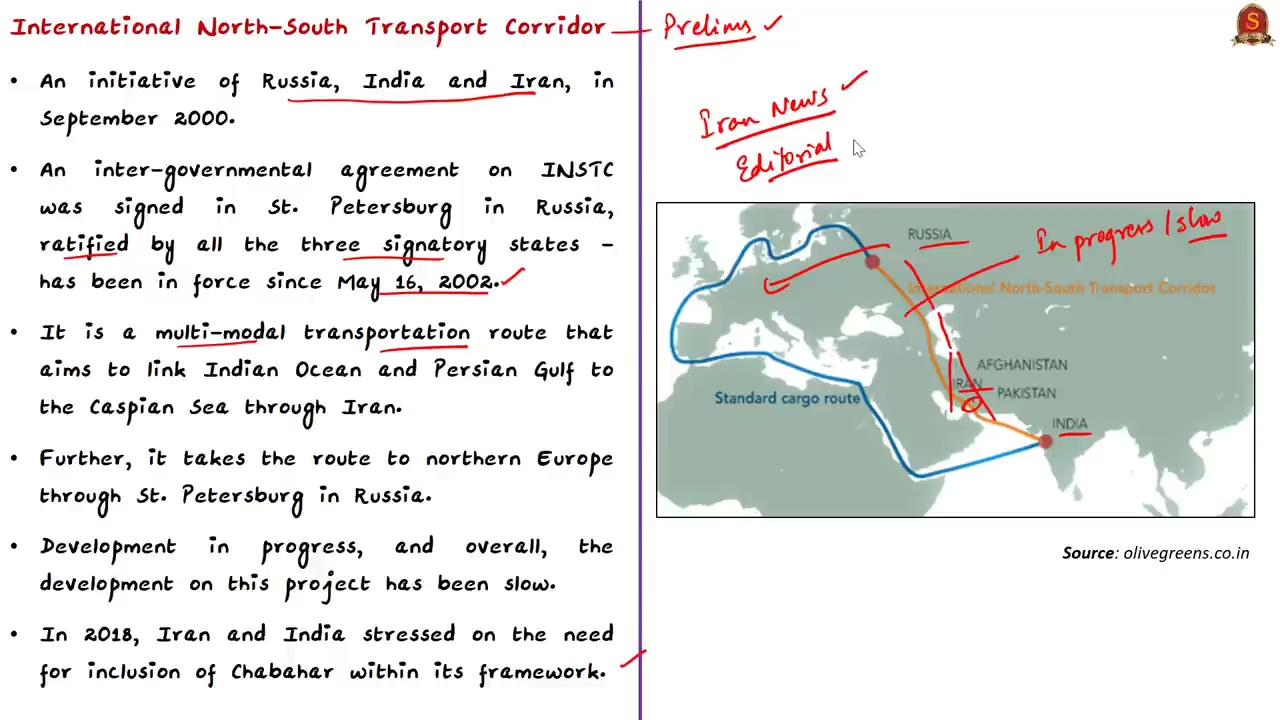 International North-South Transport Corridor
Prelims
• An initiative of Russia, India and Iran, in
September 2000.
• An inter-governmental agreement on INSTC
was signed in St. Petersburg in Russia,
ratified by all the three signatory states –
has been in force since May 16, 2002.
• It is a multi-modal transportation route that
aims to link Indian Ocean and Persian Gulf to
the Caspian Sea through Iran.
• Further, it takes the route to northern Europe
through St. Petersburg in Russia.
• Development in progress, and overall, the
development on this project has been slow.
• In 2018, Iran and India stressed on the need
for inclusion of Chabahar within its framework.
Iran News
Editorial
In progress / slow
RUSSIA
International North-South Transport Corridor
AFGHANISTAN
IRAN
PAKISTAN
Standard cargo route
INDIA
Source: olivegreens.co.in
S